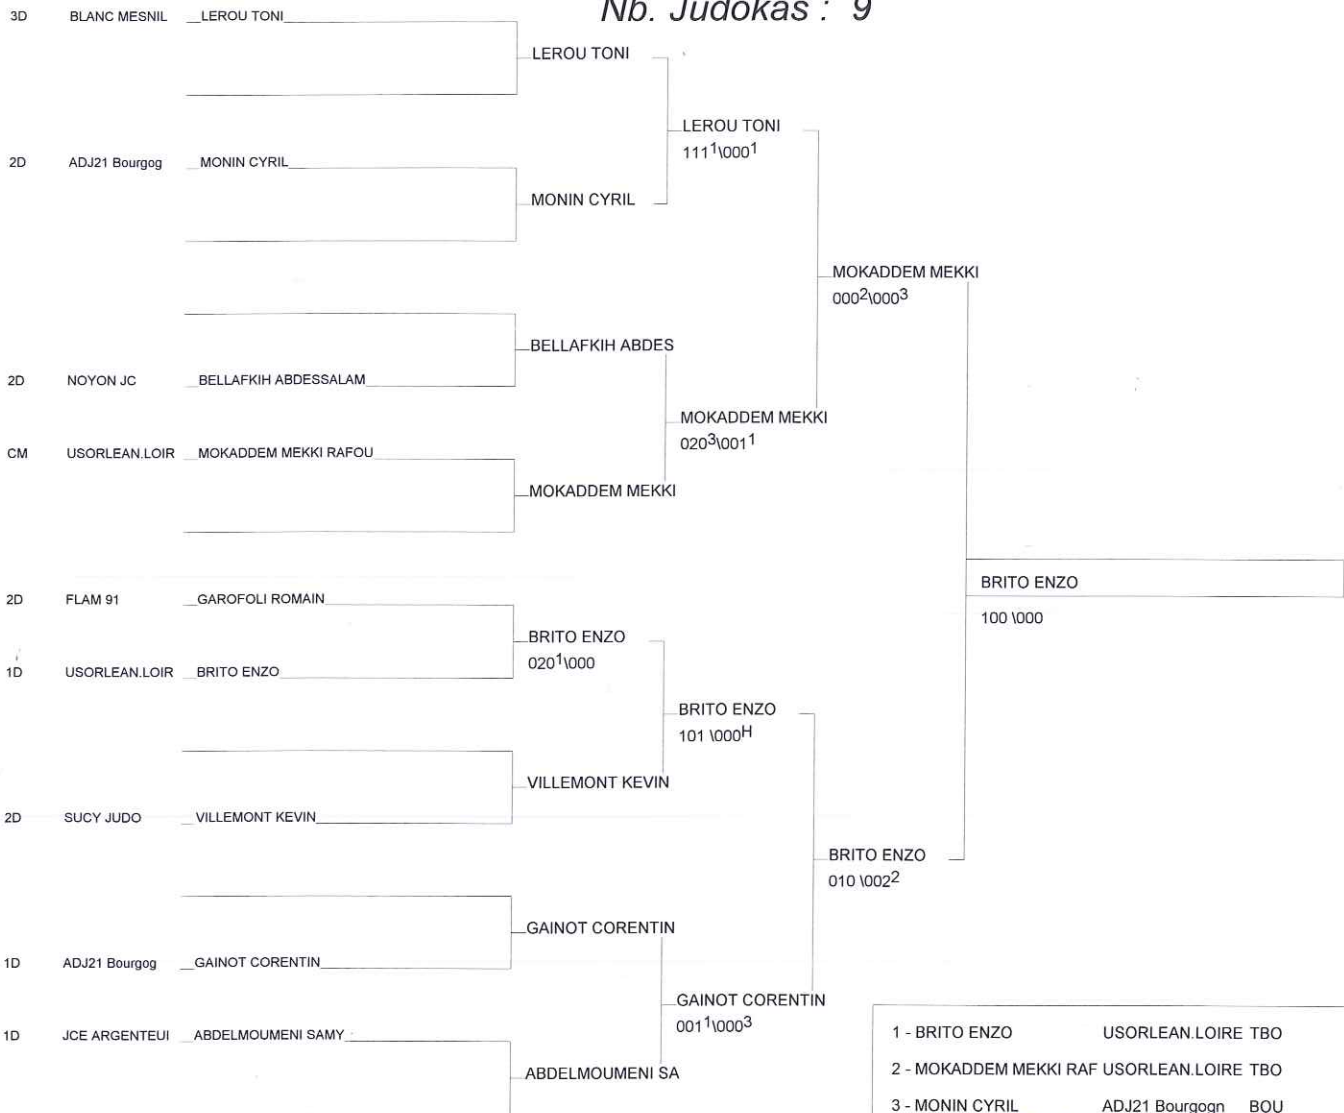 Nb. Judokas : 9
3D BLANC MESNIL LEROU TONI
LEROU TONI
LEROU TONI
111¹\000¹
2D ADJ21 Bourgog MONIN CYRIL
MONIN CYRIL
MOKADDEM MEKKI
000²\000³
BELLAFKIH ABDES
2D NOYON JC BELLAFKIH ABDESSALAM
MOKADDEM MEKKI
020³\001¹
CM USORLEAN.LOIR MOKADDEM MEKKI RAFOU
MOKADDEM MEKKI
BRITO ENZO
100 \000
2D FLAM 91 GAROFOLI ROMAIN
BRITO ENZO
020¹\000
1D USORLEAN.LOIR BRITO ENZO
BRITO ENZO
101 \000ᴴ
VILLEMONT KEVIN
2D SUCY JUDO VILLEMONT KEVIN
BRITO ENZO
010 \002²
GAINOT CORENTIN
1D ADJ21 Bourgog GAINOT CORENTIN
GAINOT CORENTIN
001¹\000³
1D JCE ARGENTEUI ABDELMOUMENI SAMY
ABDELMOUMENI SA
1 - BRITO ENZO USORLEAN.LOIRE TBO
2 - MOKADDEM MEKKI RAF USORLEAN.LOIRE TBO
3 - MONIN CYRIL ADJ21 Bourgogn BOU